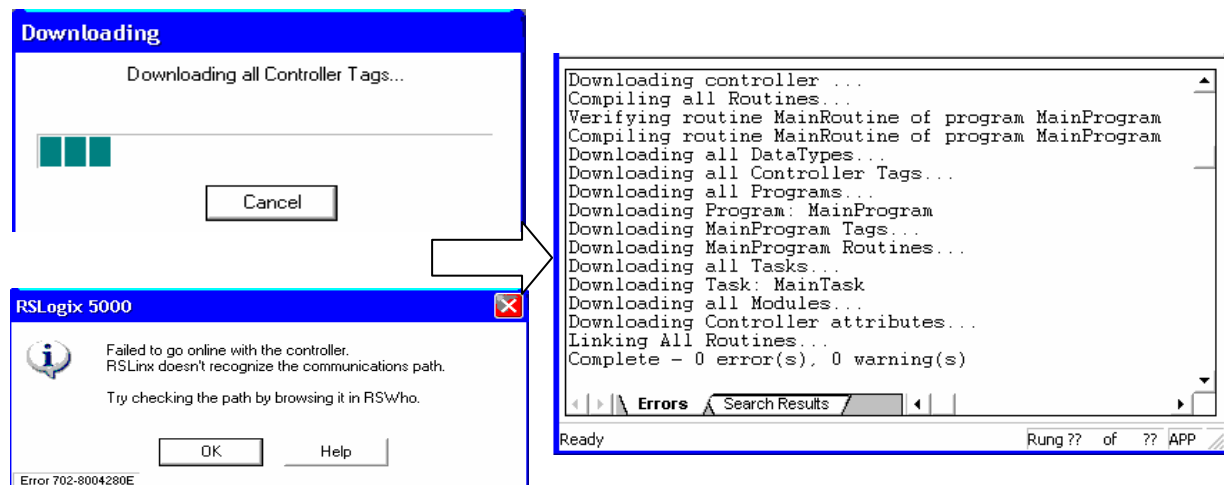 Downloading
Downloading all Controller Tags...
Cancel
RSLogix 5000
Failed to go online with the controller.
RSLinx doesn't recognize the communications path.
Try checking the path by browsing it in RSWho.
OK
Help
Error 702-8004280E
Downloading controller ...
Compiling all Routines...
Verifying routine MainRoutine of program MainProgram
Compiling routine MainRoutine of program MainProgram
Downloading all DataTypes...
Downloading all Controller Tags...
Downloading all Programs...
Downloading Program: MainProgram
Downloading MainProgram Tags...
Downloading MainProgram Routines...
Downloading all Tasks...
Downloading Task: MainTask
Downloading all Modules...
Downloading Controller attributes...
Linking All Routines...
Complete - 0 error(s), 0 warning(s)
Errors
Search Results
Ready
Rung ?? of ?? APP